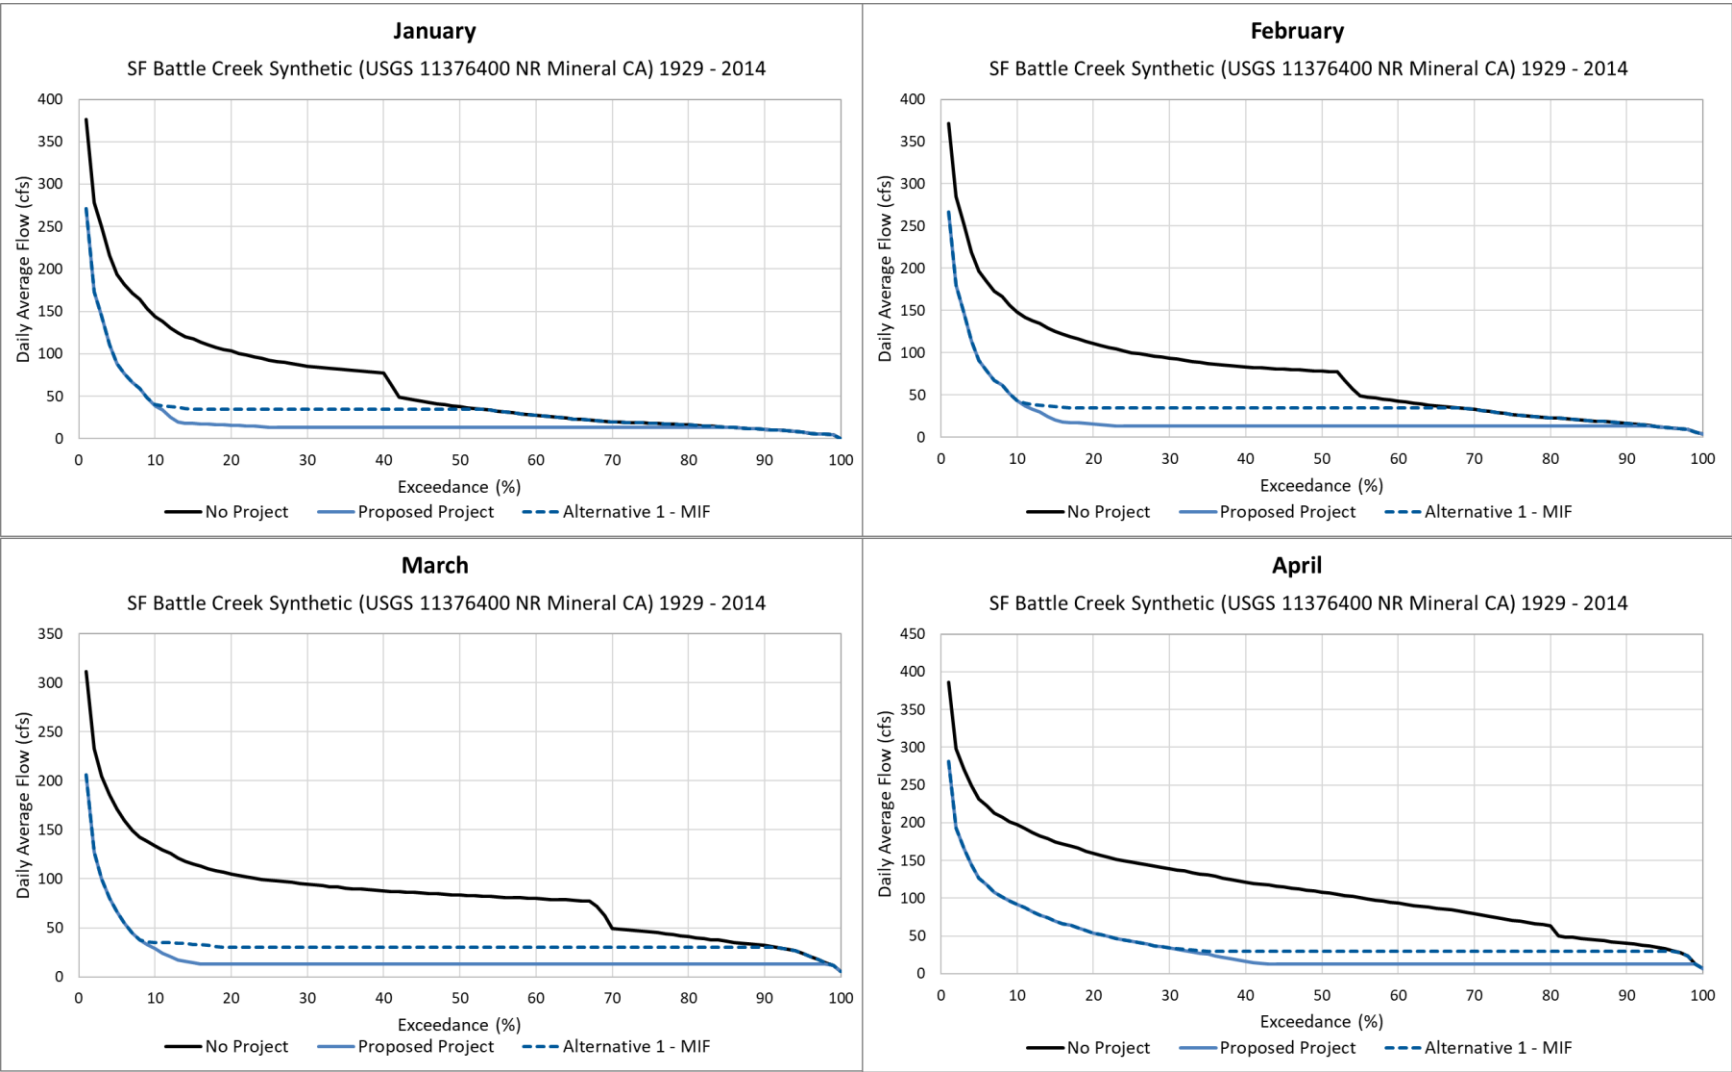 January
SF Battle Creek Synthetic (USGS 11376400 NR Mineral CA) 1929 - 2014
Daily Average Flow (cfs)
400
350
300
250
200
150
100
50
0
0 10 20 30 40 50 60 70 80 90 100
Exceedance (%)
No Project Proposed Project Alternative 1 - MIF
February
SF Battle Creek Synthetic (USGS 11376400 NR Mineral CA) 1929 - 2014
Daily Average Flow (cfs)
400
350
300
250
200
150
100
50
0
0 10 20 30 40 50 60 70 80 90 100
Exceedance (%)
No Project Proposed Project Alternative 1 - MIF
March
SF Battle Creek Synthetic (USGS 11376400 NR Mineral CA) 1929 - 2014
Daily Average Flow (cfs)
350
300
250
200
150
100
50
0
0 10 20 30 40 50 60 70 80 90 100
Exceedance (%)
No Project Proposed Project Alternative 1 - MIF
April
SF Battle Creek Synthetic (USGS 11376400 NR Mineral CA) 1929 - 2014
Daily Average Flow (cfs)
450
400
350
300
250
200
150
100
50
0
0 10 20 30 40 50 60 70 80 90 100
Exceedance (%)
No Project Proposed Project Alternative 1 - MIF